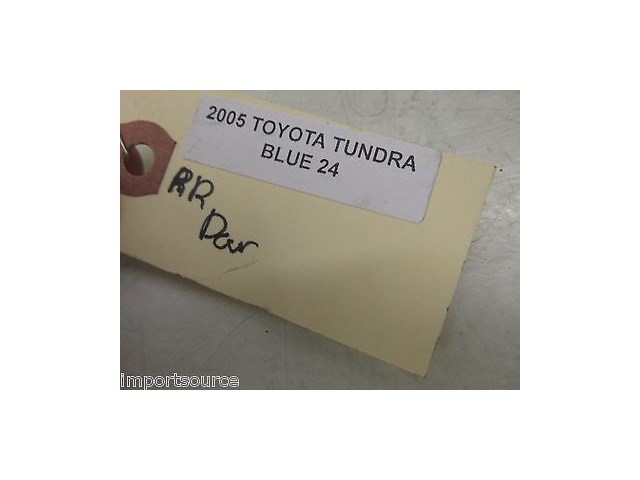 2005 TOYOTA TUNDRA
BLUE 24
RR
Door
importsource